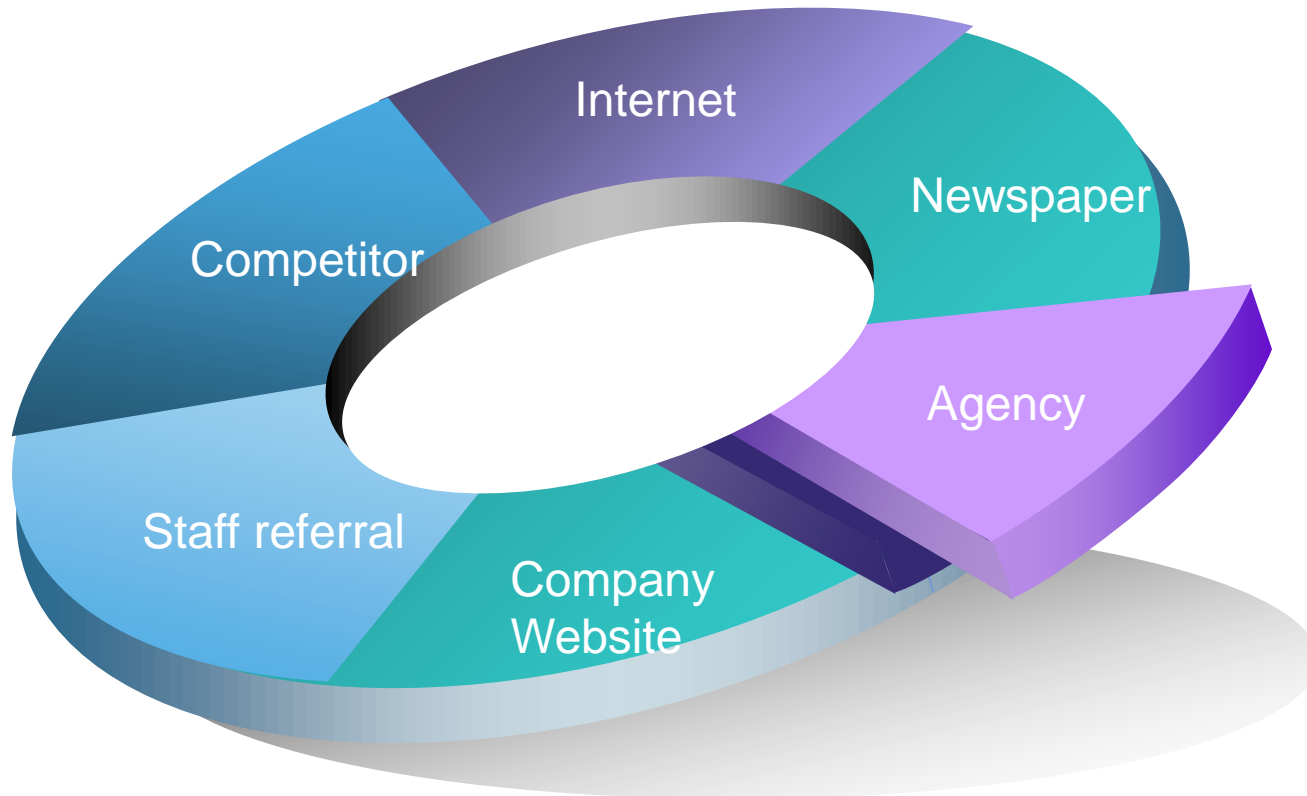 Internet
Newspaper
Competitor
Agency
Staff referral
Company
Website